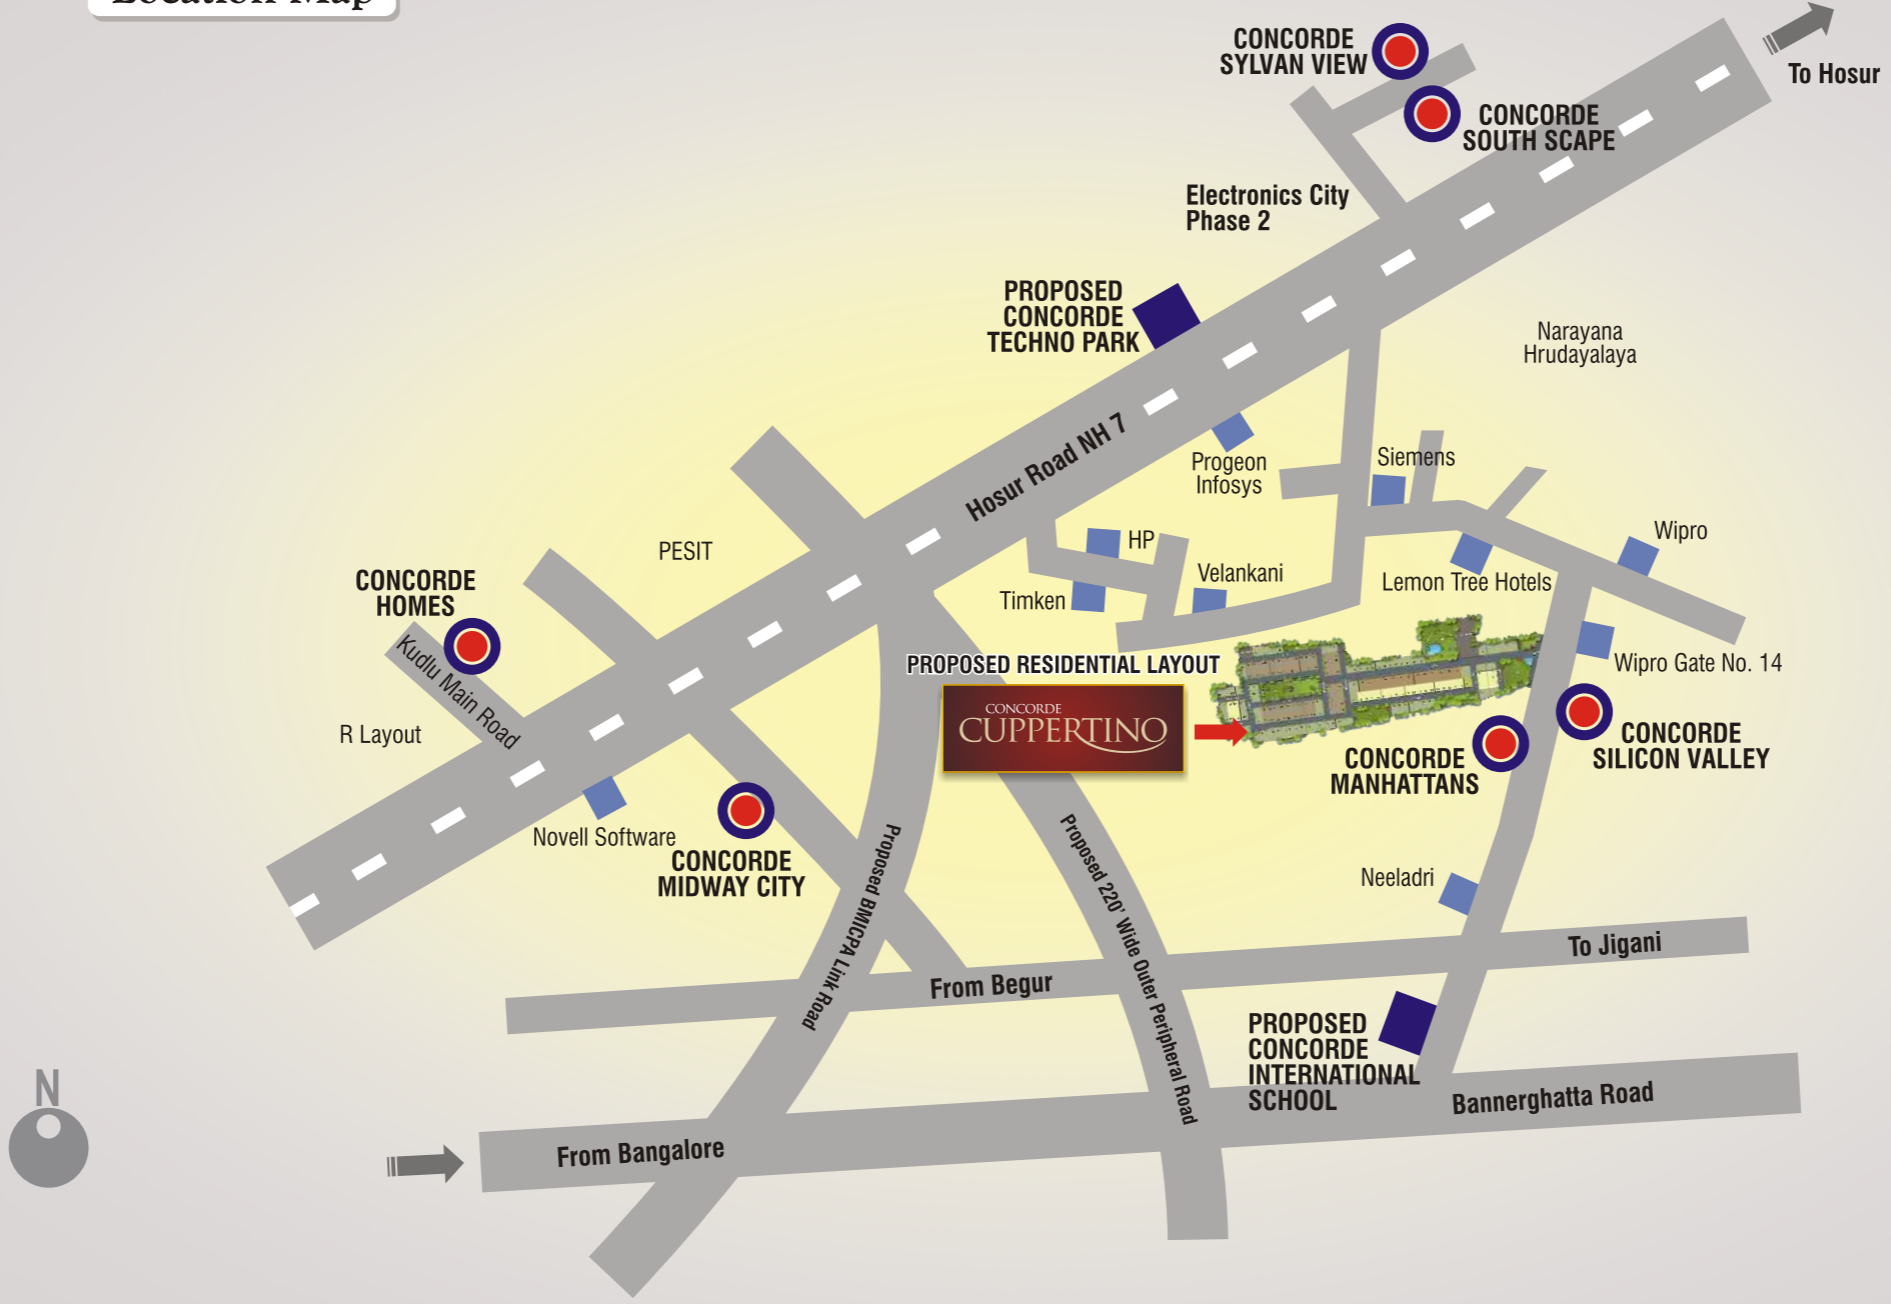 Location Map
CONCORDE
SYLVAN VIEW
To Hosur
CONCORDE
SOUTH SCAPE
Electronics City
Phase 2
PROPOSED
CONCORDE
TECHNO PARK
Narayana
Hrudayalaya
Hosur Road NH 7
Progeon
Infosys
Siemens
HP
Wipro
PESIT
Velankani
Lemon Tree Hotels
Timken
CONCORDE
HOMES
Kudlu Main Road
R Layout
PROPOSED RESIDENTIAL LAYOUT
CONCORDE
CUPPERTINO
Wipro Gate No. 14
CONCORDE
SILICON VALLEY
CONCORDE
MANHATTANS
Novell Software
CONCORDE
MIDWAY CITY
Proposed BMICPA Link Road
Proposed 220' Wide Outer Peripheral Road
Neeladri
To Jigani
From Begur
PROPOSED
CONCORDE
INTERNATIONAL
SCHOOL
Bannerghatta Road
From Bangalore
N